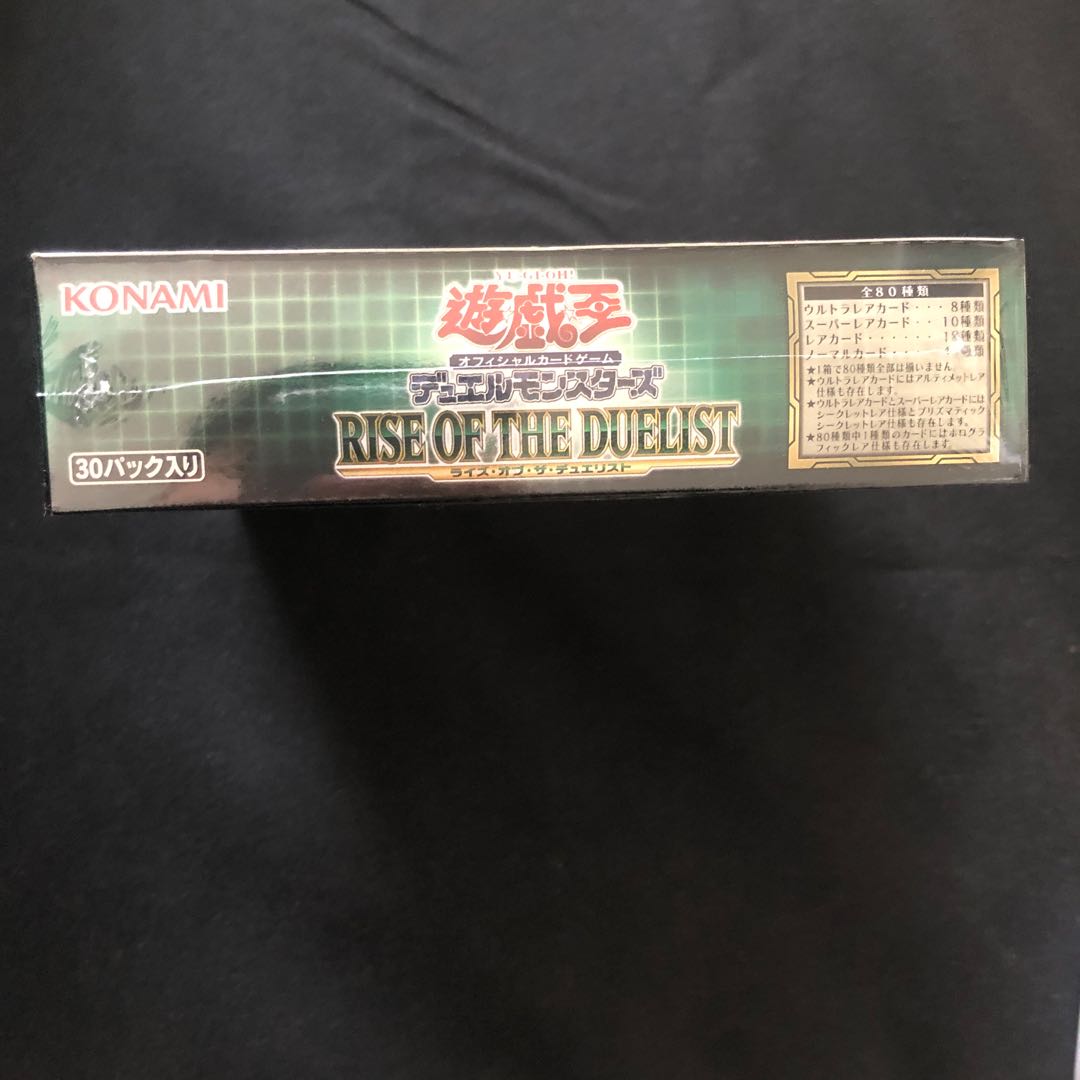 KONAMI
YU-GI-OH!
遊戯王
オフィシャルカードゲーム
デュエルモンスターズ
RISE OF THE DUELIST
ライズ・オブ・ザ・デュエリスト
30パック入り
全80種類
ウルトラレアカード・・・8種類
スーパーレアカード・・10種類
レアカード・・・・・・18種類
ノーマルカード・・・4 種類
★1箱で80種類全部は揃いません。
★ウルトラレアカードにはアルティメットレア
仕様も存在します。
★ウルトラレアカードとスーパーレアカードには
シークレットレア仕様とプリズマティック
シークレットレア仕様も存在します。
★80種類中1種類のカードにはホログラ
フィックレア仕様も存在します。